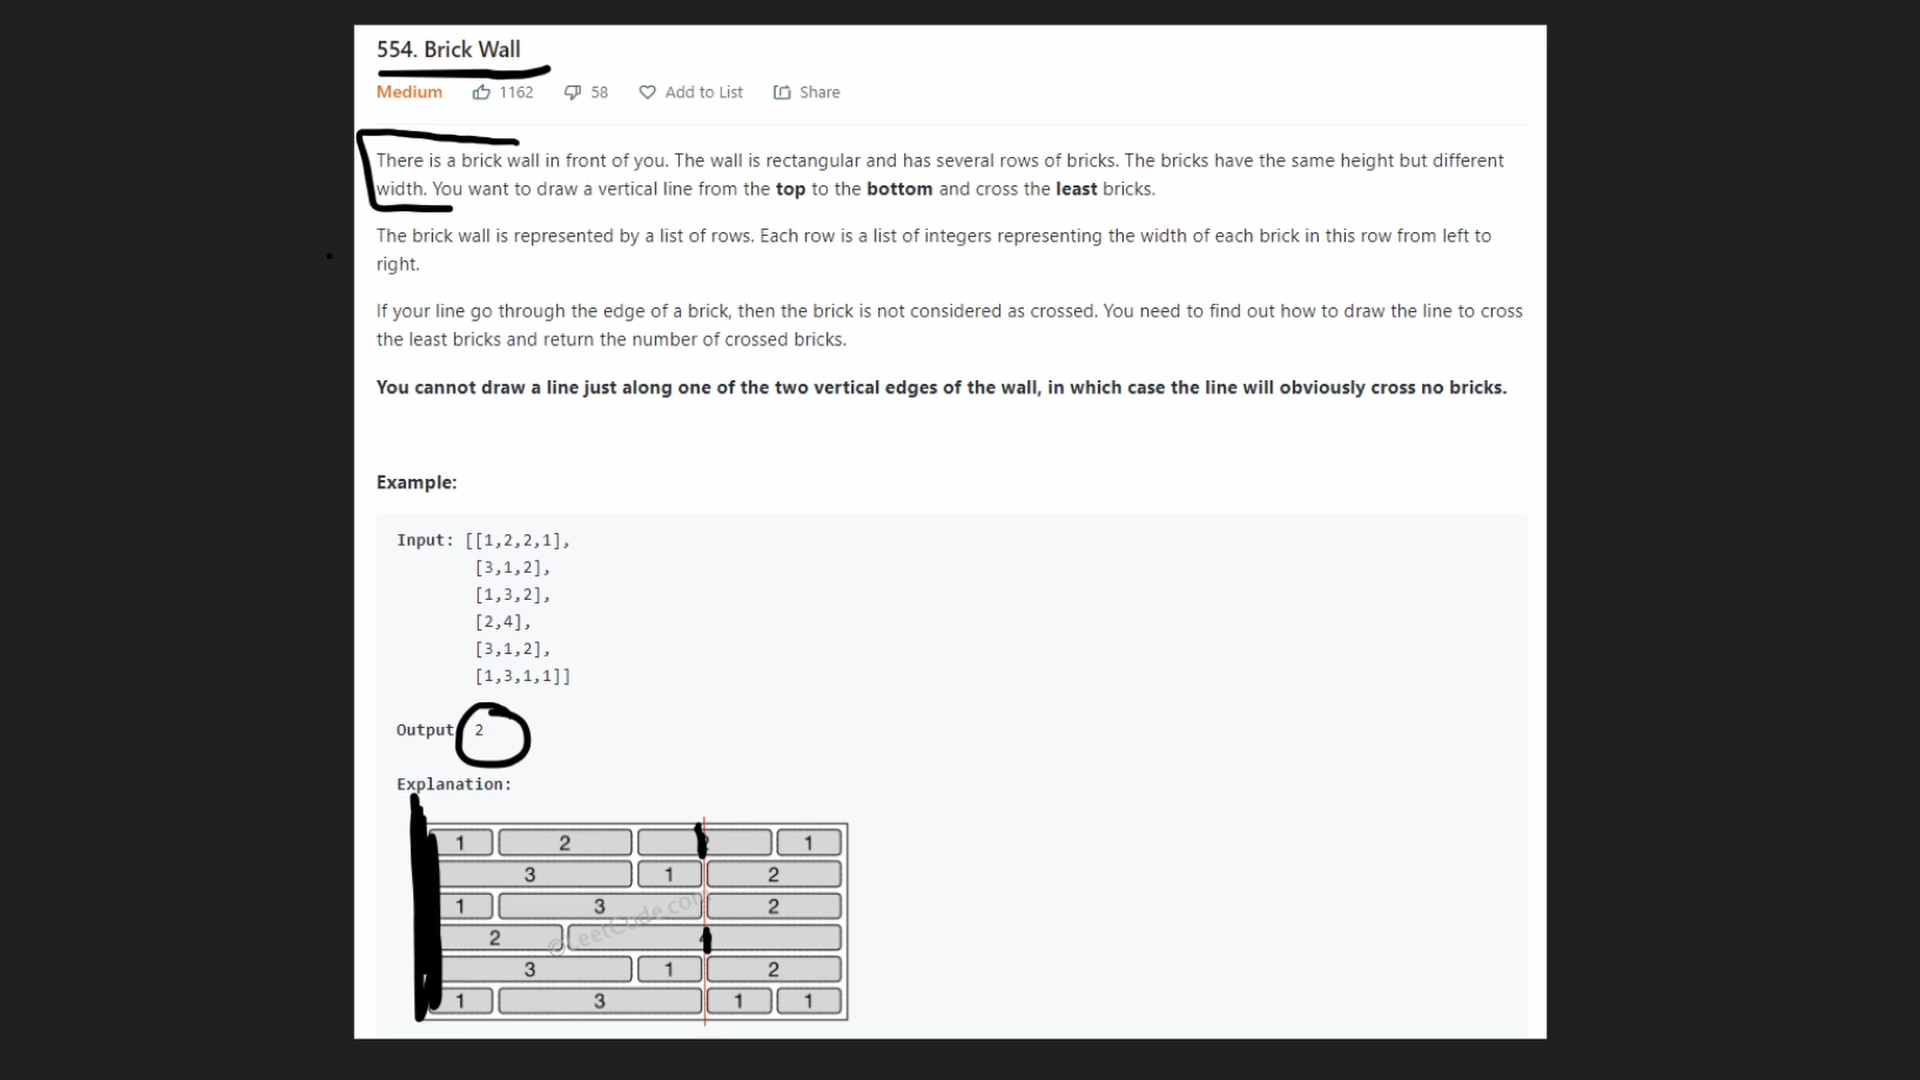 554. Brick Wall
Medium 1162 58 Add to List Share
There is a brick wall in front of you. The wall is rectangular and has several rows of bricks. The bricks have the same height but different
width. You want to draw a vertical line from the top to the bottom and cross the least bricks.
The brick wall is represented by a list of rows. Each row is a list of integers representing the width of each brick in this row from left to
right.
If your line go through the edge of a brick, then the brick is not considered as crossed. You need to find out how to draw the line to cross
the least bricks and return the number of crossed bricks.
You cannot draw a line just along one of the two vertical edges of the wall, in which case the line will obviously cross no bricks.
Example:
Input: [[1,2,2,1],
[3,1,2],
[1,3,2],
[2,4],
[3,1,2],
[1,3,1,1]]
Output 2
Explanation:
1 2 1
3 1 2
1 3 2
2
3 1 2
1 3 1 1
©LeetCode.com